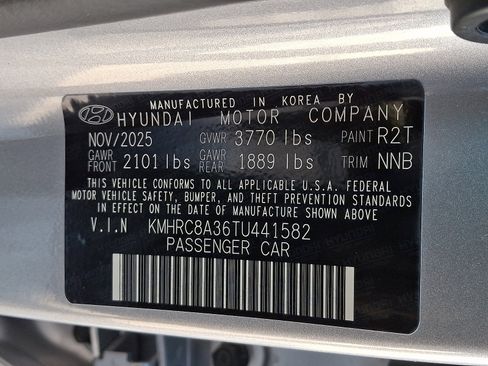 MANUFACTURED IN KOREA BY
HYUNDAI MOTOR COMPANY
NOV/2025 GVWR 3770 lbs PAINT R2T
GAWR FRONT 2101 lbs GAWR REAR 1889 lbs TRIM NNB
THIS VEHICLE CONFORMS TO ALL APPLICABLE U.S.A. FEDERAL
MOTOR VEHICLE SAFETY, BUMPER, AND THEFT PREVENTION STANDARDS
IN EFFECT ON THE DATE OF MANUFACTURE SHOWN ABOVE
V.I.N KMHRC8A36TU441582
PASSENGER CAR